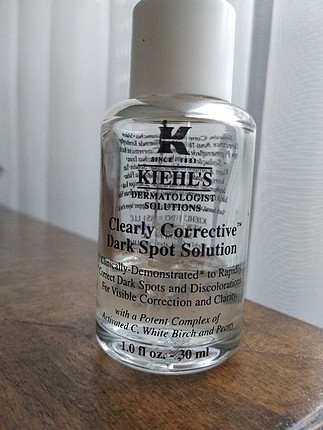 K
SINCE 1851
KIEHL'S
DERMATOLOGIST
SOLUTIONS™
Clearly Corrective™
Dark Spot Solution
Clinically-Demonstrated* to Rapidly
Correct Dark Spots and Discolorations
For Visible Correction and Clarity
with a Potent Complex of
Activated C, White Birch and Peony
1.0 fl oz. - 30 ml